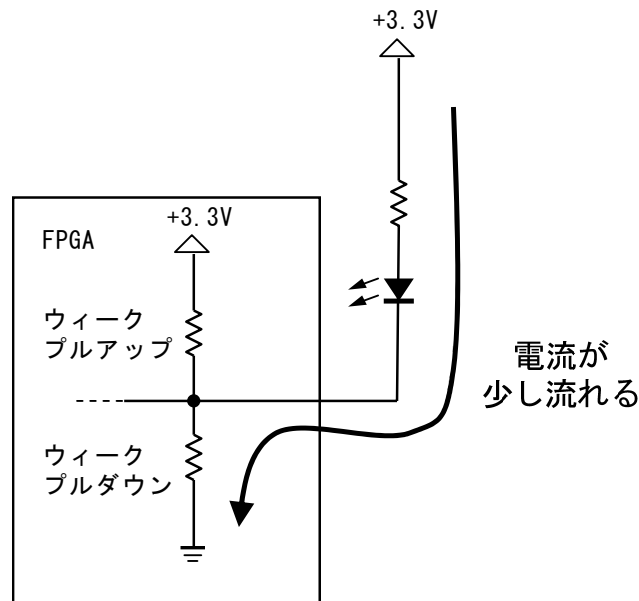 +3.3V
+3.3V
FPGA
ウィーク
プルアップ
電流が
少し流れる
ウィーク
プルダウン